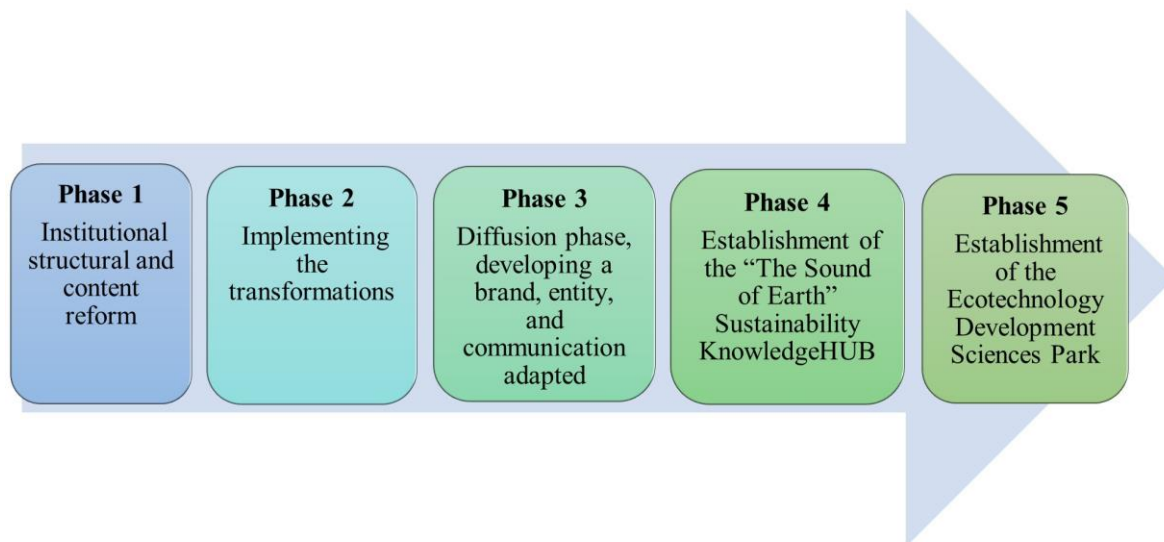 Phase 1
Institutional
structural and
content
reform
Phase 2
Implementing
the
transformations
Phase 3
Diffusion phase,
developing a
brand, entity,
and
communication
adapted
Phase 4
Establishment of
the “The Sound
of Earth”
Sustainability
KnowledgeHUB
Phase 5
Establishment
of the
Ecotechnology
Development
Sciences Park